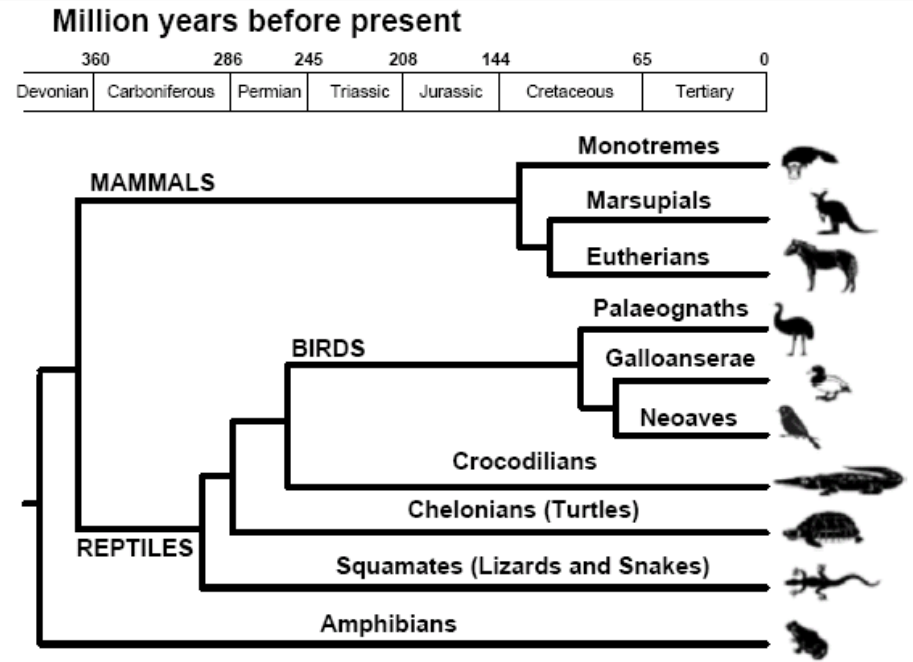 Million years before present
360 286 245 208 144 65 0
Devonian Carboniferous Permian Triassic Jurassic Cretaceous Tertiary
Monotremes
MAMMALS
Marsupials
Eutherians
Palaeognaths
BIRDS
Galloanserae
Neoaves
Crocodilians
Chelonians (Turtles)
REPTILES
Squamates (Lizards and Snakes)
Amphibians